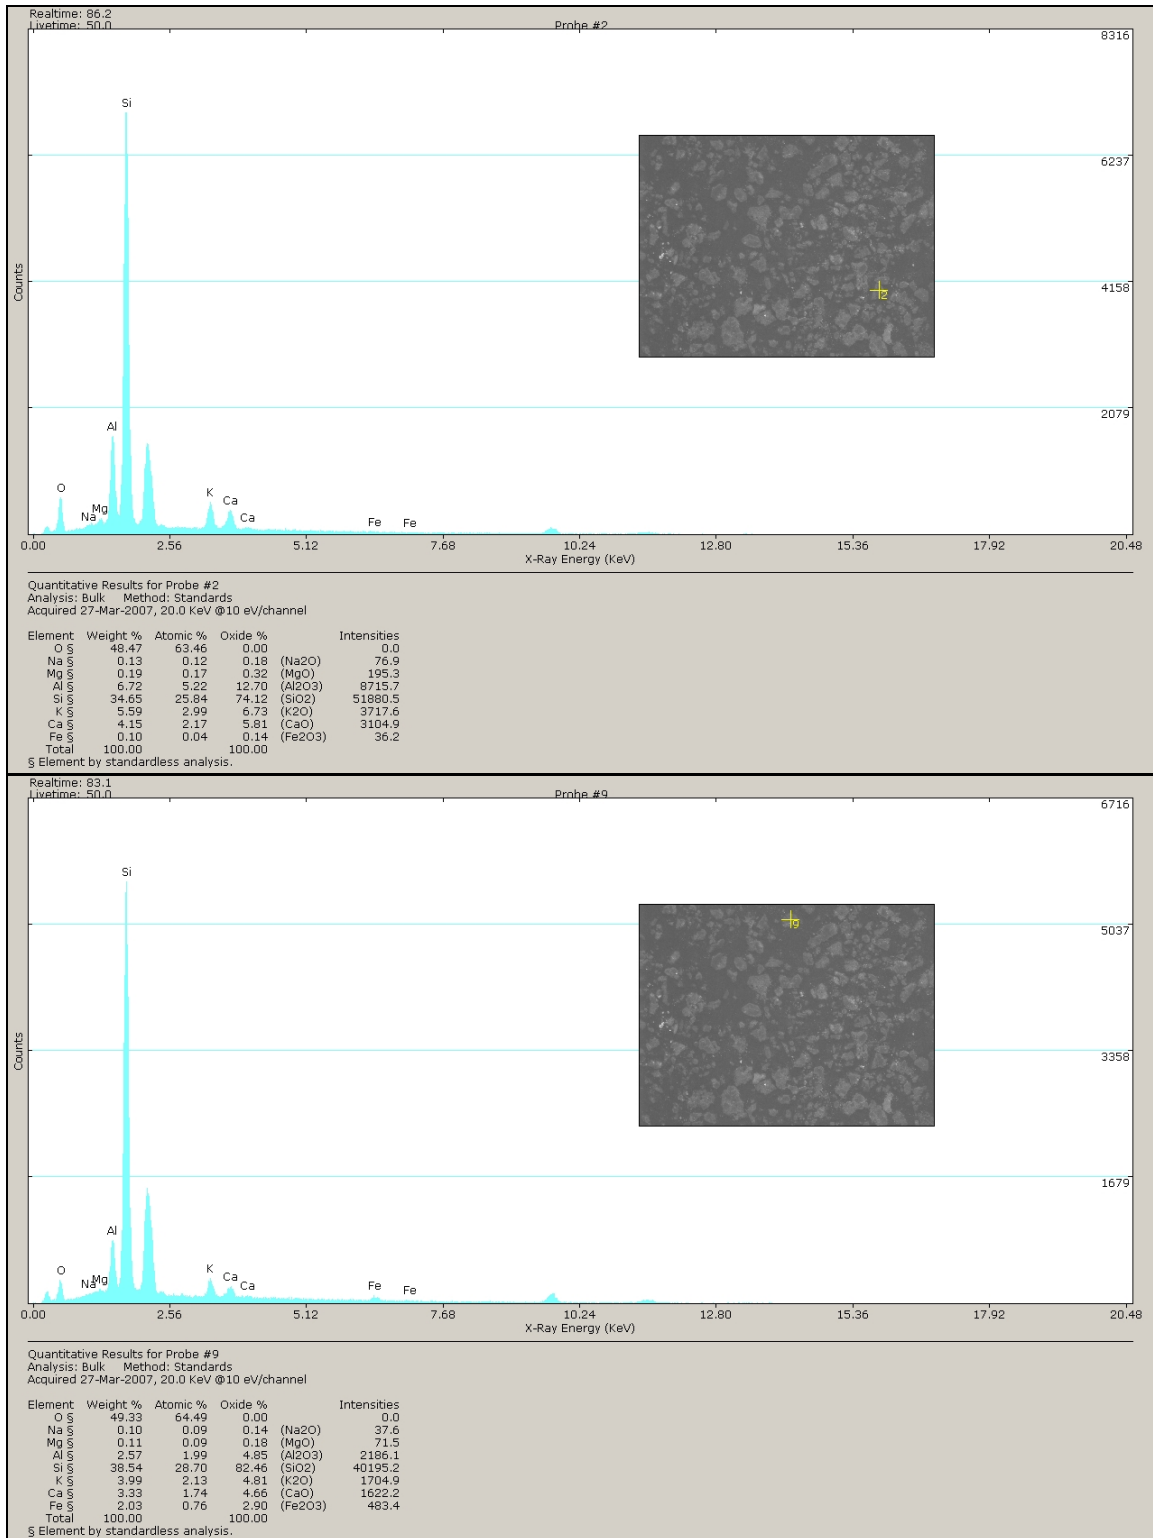 Realtime: 86.2
Livetime: 50.0 Probe #2
8316
Si
6237
Counts
4158
2
2079
Al
O
K
Mg
Ca
Na
Ca
Fe Fe
0.00 2.56 5.12 7.68 10.24 12.80 15.36 17.92 20.48
X-Ray Energy (KeV)
Quantitative Results for Probe #2
Analysis: Bulk Method: Standards
Acquired 27-Mar-2007, 20.0 KeV @10 eV/channel
Element Weight % Atomic % Oxide % Intensities
O § 48.47 63.46 0.00 0.0
Na § 0.13 0.12 0.18 (Na2O) 76.9
Mg § 0.19 0.17 0.32 (MgO) 195.3
Al § 6.72 5.22 12.70 (Al2O3) 8715.7
Si § 34.65 25.84 74.12 (SiO2) 51880.5
K § 5.59 2.99 6.73 (K2O) 3717.6
Ca § 4.15 2.17 5.81 (CaO) 3104.9
Fe § 0.10 0.04 0.14 (Fe2O3) 36.2
Total 100.00 100.00
§ Element by standardless analysis.
Realtime: 83.1
Livetime: 50.0 Probe #9
6716
Si
9
5037
Counts
3358
1679
Al
O
K
Mg
Ca
Na
Ca
Fe
Fe
0.00 2.56 5.12 7.68 10.24 12.80 15.36 17.92 20.48
X-Ray Energy (KeV)
Quantitative Results for Probe #9
Analysis: Bulk Method: Standards
Acquired 27-Mar-2007, 20.0 KeV @10 eV/channel
Element Weight % Atomic % Oxide % Intensities
O § 49.33 64.49 0.00 0.0
Na § 0.10 0.09 0.14 (Na2O) 37.6
Mg § 0.11 0.09 0.18 (MgO) 71.5
Al § 2.57 1.99 4.85 (Al2O3) 2186.1
Si § 38.54 28.70 82.46 (SiO2) 40195.2
K § 3.99 2.13 4.81 (K2O) 1704.9
Ca § 3.33 1.74 4.66 (CaO) 1622.2
Fe § 2.03 0.76 2.90 (Fe2O3) 483.4
Total 100.00 100.00
§ Element by standardless analysis.